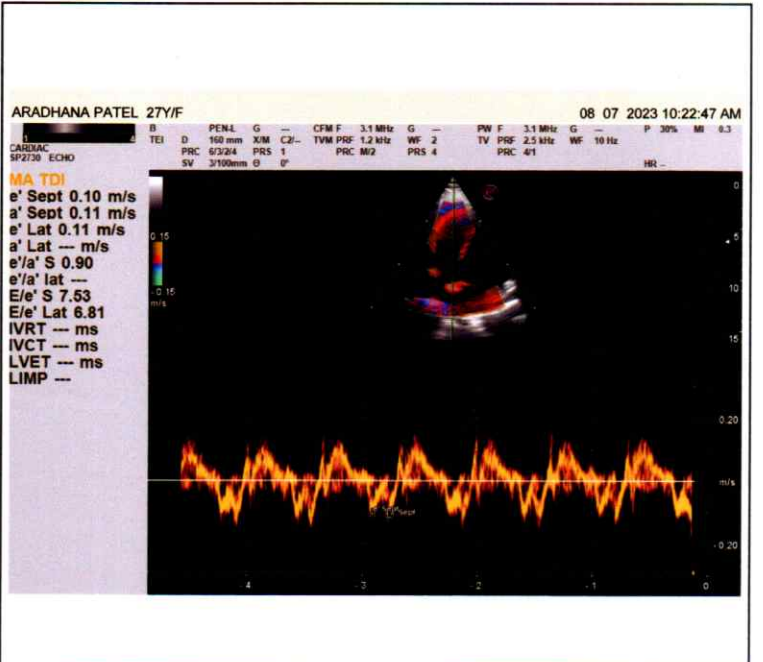 ARADHANA PATEL 27Y/F 08 07 2023 10:22:47 AM
B PEN-L G --- CFM F 3.1 MHz G --- PW F 3.1 MHz G --- P 30% MI 0.3
TEI D 160 mm X/M C2/-- TVM PRF 1.2 kHz WF 2 TV PRF 2.5 kHz WF 10 Hz
PRC 6/3/2/4 PRS 1 PRC M/2 PRS 4 PRC 4/1
SV 3/100mm Θ 0° HR --
CARDIAC
SP2730 ECHO
MA TDI
e' Sept 0.10 m/s
a' Sept 0.11 m/s
e' Lat 0.11 m/s
a' Lat --- m/s
e'/a' S 0.90
e'/a' lat ---
E/e' S 7.53
E/e' Lat 6.81
IVRT --- ms
IVCT --- ms
LVET --- ms
LIMP ---
0.15
- 0.15
m/s
0
5
10
15
0.20
m/s
- 0.20
Sept
- 4
- 3
- 2
- 1
0